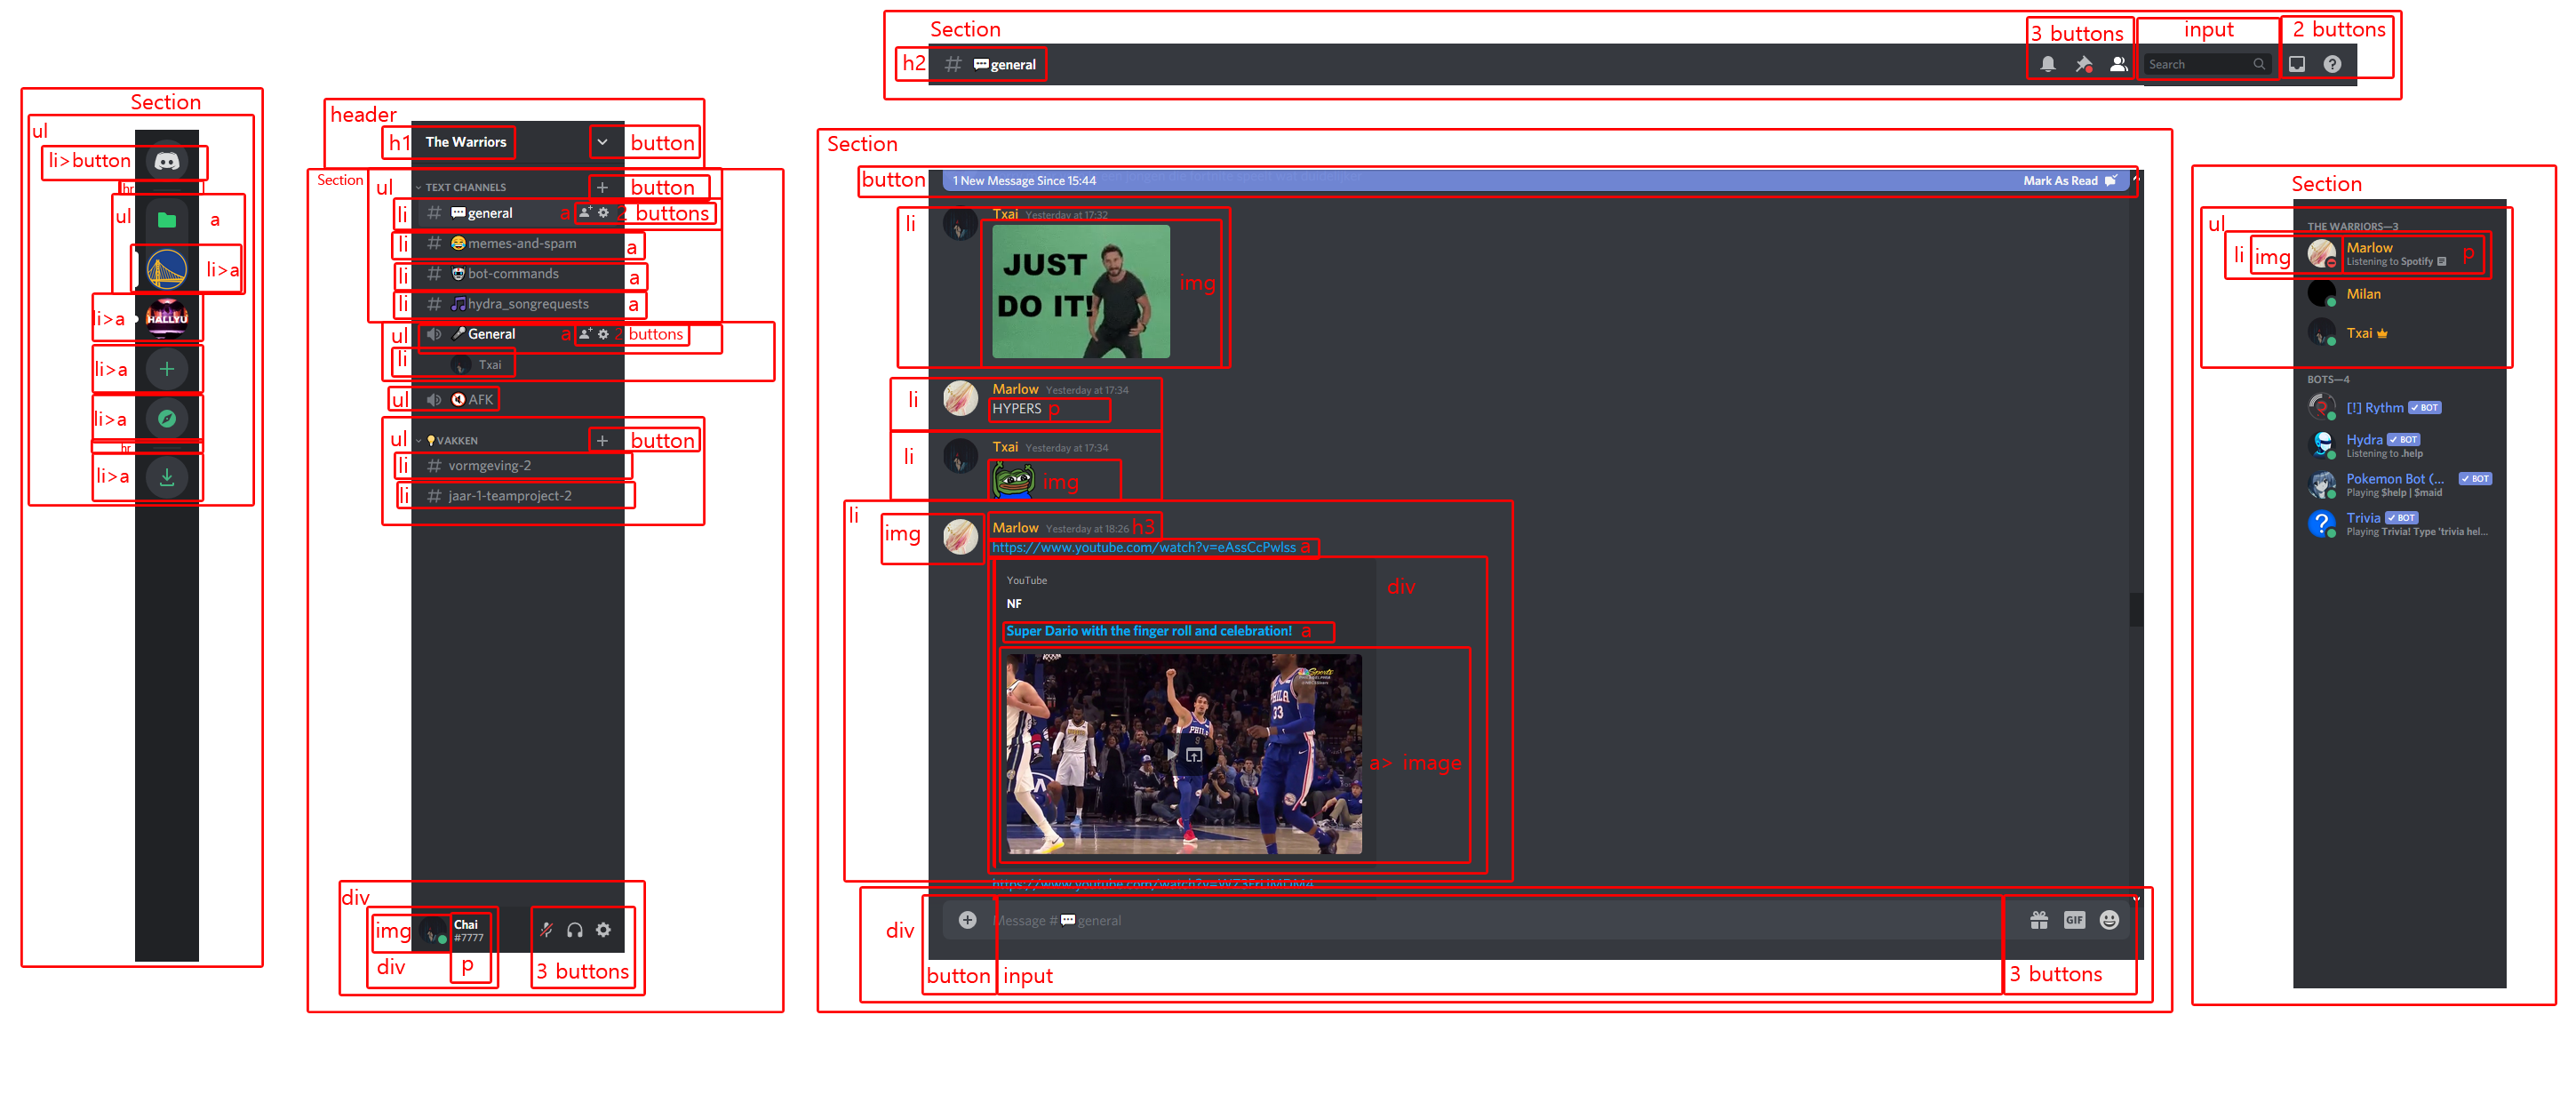 Section
ul
li>button
hr
ul
a
li>a
li>a
HALLYU
li>a
li>a
hr
li>a
header
h1 The Warriors button
Section
ul TEXT CHANNELS + button
li # general a 2 buttons
li # memes-and-spam a
li # bot-commands a
li # hydra_songrequests a
ul General a 2 buttons
li Txai
ul AFK
ul VAKKEN + button
li # vormgeving-2
li # jaar-1-teamproject-2
div
img Chai
#7777
div p 3 buttons
Section
h2 # general
3 buttons input 2 buttons
Search
Section
button 1 New Message Since 15:44 Mark As Read
li Txai Yesterday at 17:32
JUST
DO IT!
img
li Marlow Yesterday at 17:34
HYPERS p
li Txai Yesterday at 17:34
img
li
img Marlow Yesterday at 18:26 h3
https://www.youtube.com/watch?v=eAssCcPwlss a
YouTube
div
NF
Super Dario with the finger roll and celebration! a
PHILA
33
PHILA
9
a> image
div
Message # general
GIF
button input 3 buttons
Section
ul THE WARRIORS—3
li img Marlow p
Listening to Spotify
Milan
Txai
BOTS—4
[!] Rythm BOT
Hydra BOT
Listening to .help
Pokemon Bot (... BOT
Playing $help | $maid
Trivia BOT
Playing Trivia! Type 'trivia hel...